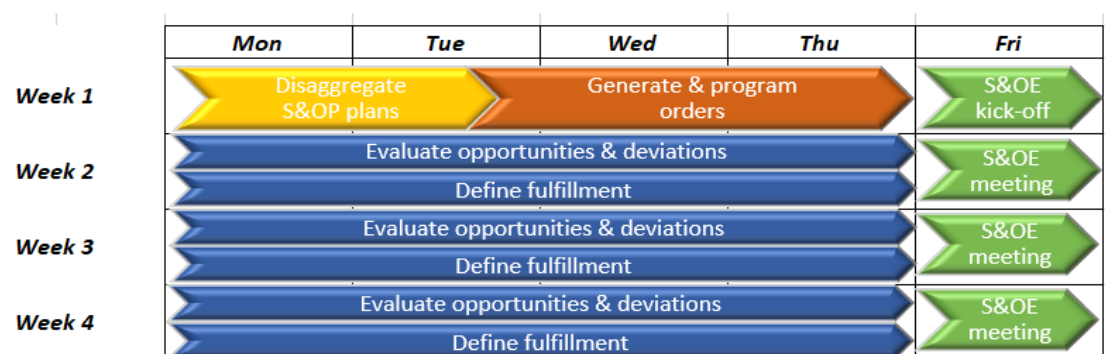 Mon Tue Wed Thu Fri
Week 1
Disaggregate
S&OP plans
Generate & program
orders
S&OE
kick-off
Week 2
Evaluate opportunities & deviations
Define fulfillment
S&OE
meeting
Week 3
Evaluate opportunities & deviations
Define fulfillment
S&OE
meeting
Week 4
Evaluate opportunities & deviations
Define fulfillment
S&OE
meeting